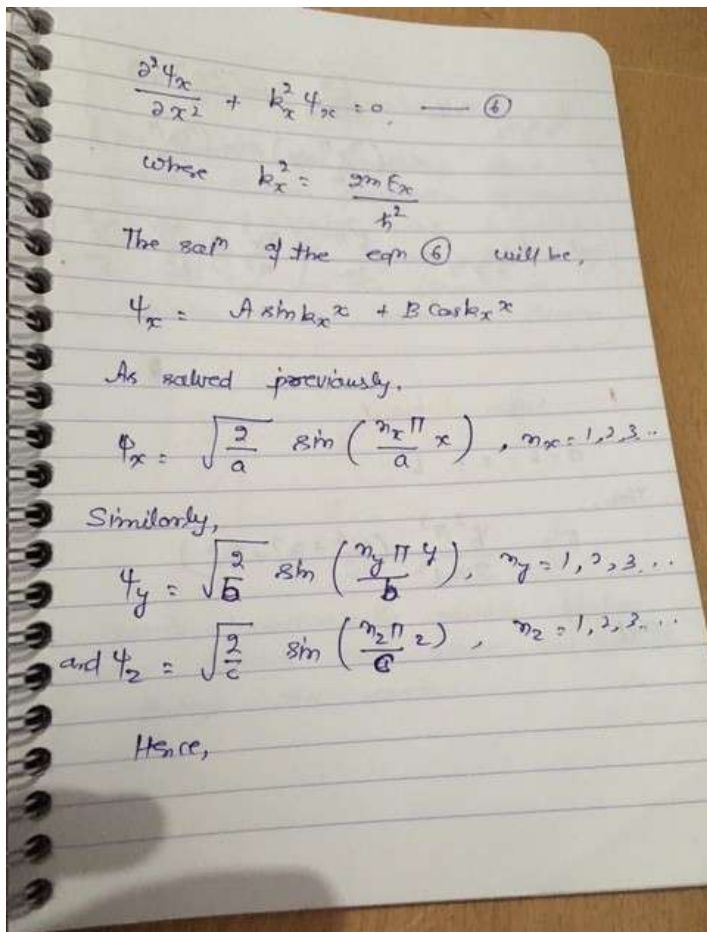 ∂²ψx/∂x² + kx² ψx = 0. — ⑥
where kx² = 2mEx/ħ²
The solⁿ of the eqn ⑥ will be,
ψx = A sin kx x + B cos kx x
As solved previously.
ψx = √(2/a) sin (nxπ/a x), nx = 1,2,3..
Similarly,
ψy = √(2/b) sin (nyπy/b), ny = 1,2,3...
and ψz = √(2/c) sin (nzπ/c z), nz = 1,2,3....
Hence,